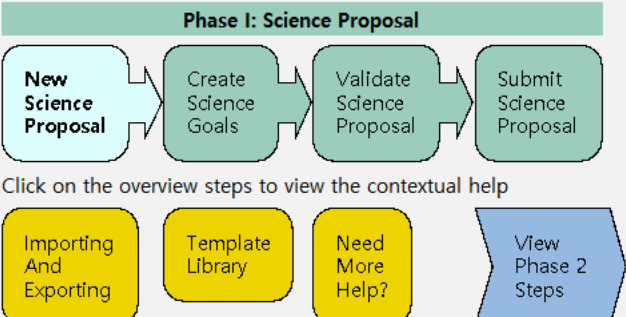 Phase I: Science Proposal
New
Science
Proposal
Create
Science
Goals
Validate
Science
Proposal
Submit
Science
Proposal
Click on the overview steps to view the contextual help
Importing
And
Exporting
Template
Library
Need
More
Help?
View
Phase 2
Steps